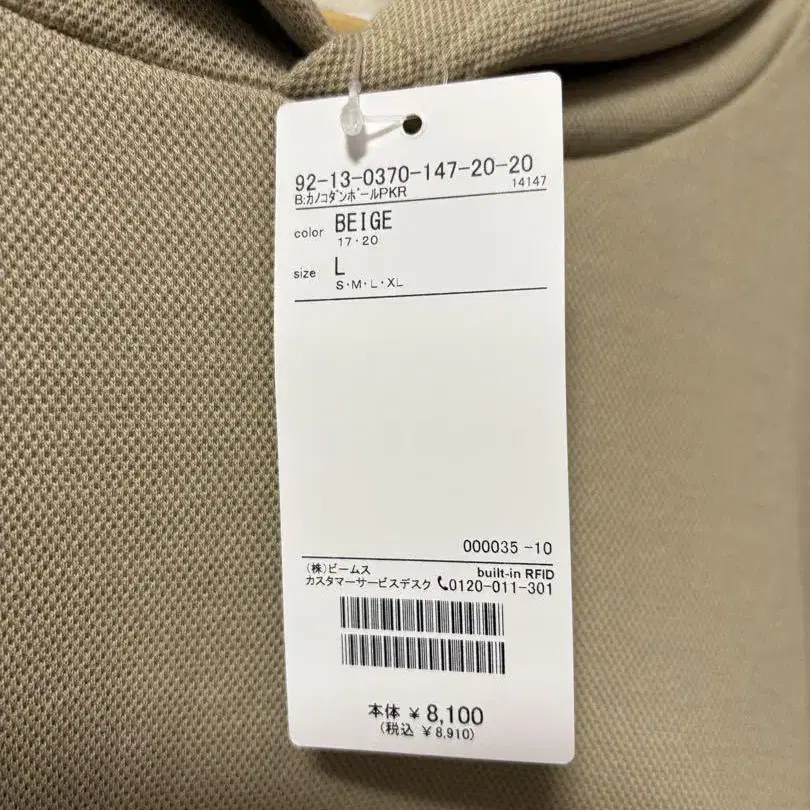 92-13-0370-147-20-20
B:カノコダンボールPKR 14147
color BEIGE
17・20
size L
S・M・L・XL
000035 -10
(株)ビームス built-in RFID
カスタマーサービスデスク 0120-011-301
本体 ¥ 8,100
(税込 ¥ 8,910)